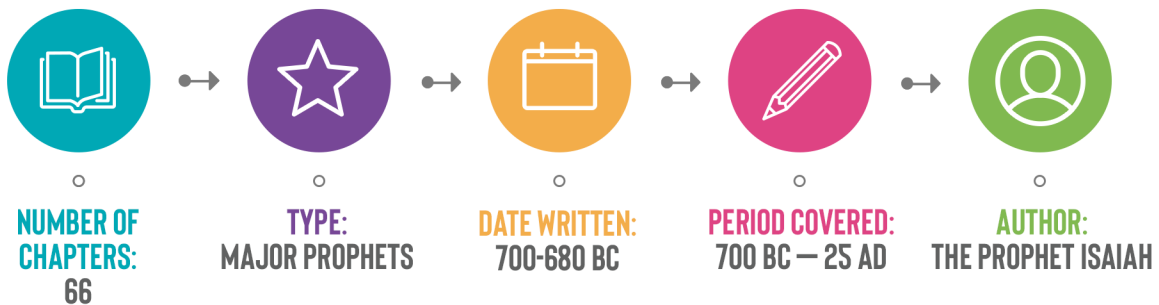 NUMBER OF
CHAPTERS:
66
TYPE:
MAJOR PROPHETS
DATE WRITTEN:
700-680 BC
PERIOD COVERED:
700 BC — 25 AD
AUTHOR:
THE PROPHET ISAIAH